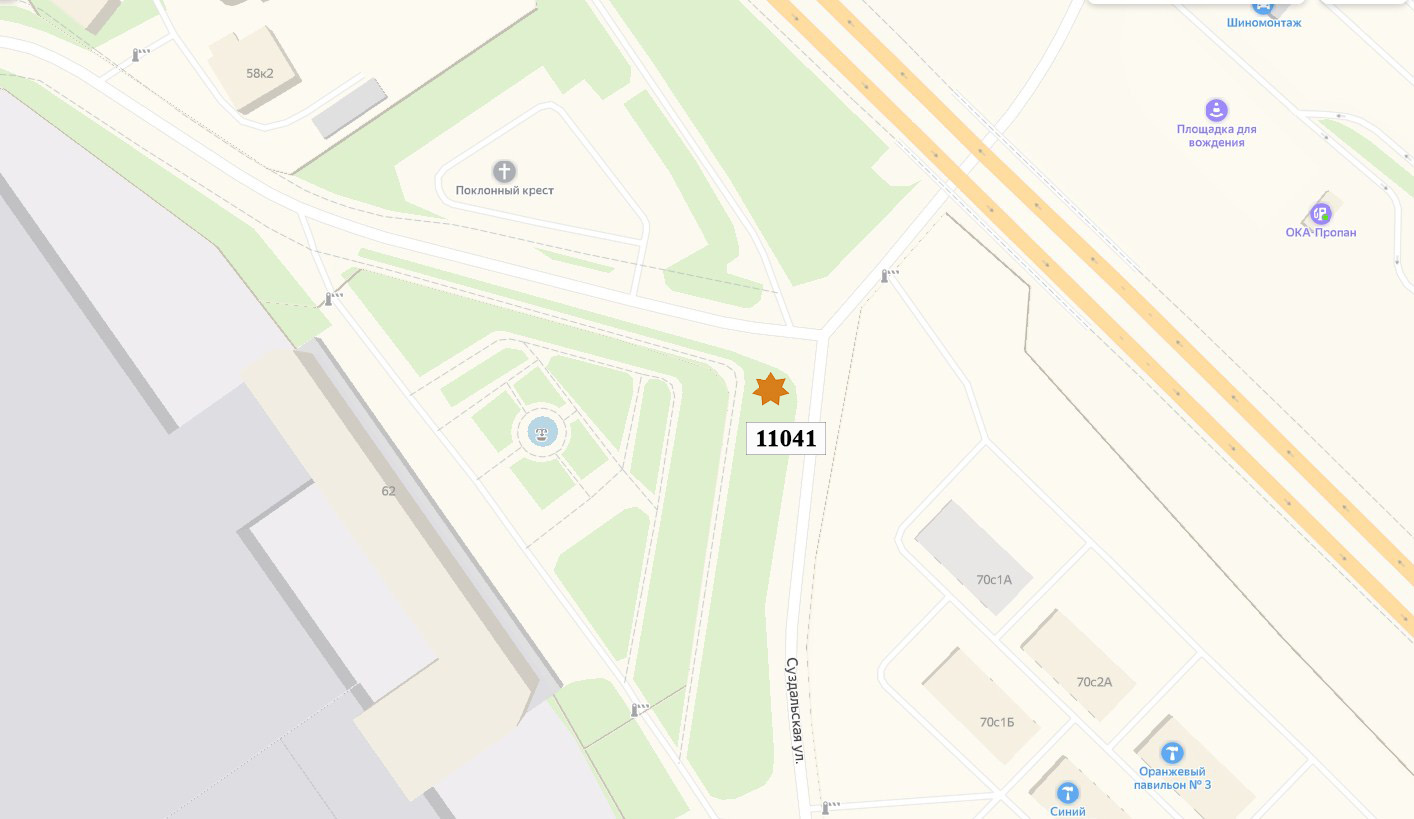 Шиномонтаж
58к2
Площадка для
вождения
Поклонный крест
ОКА-Пропан
11041
62
70с1А
Суздальская ул.
70с2А
70с1Б
Оранжевый
павильон № 3
Синий